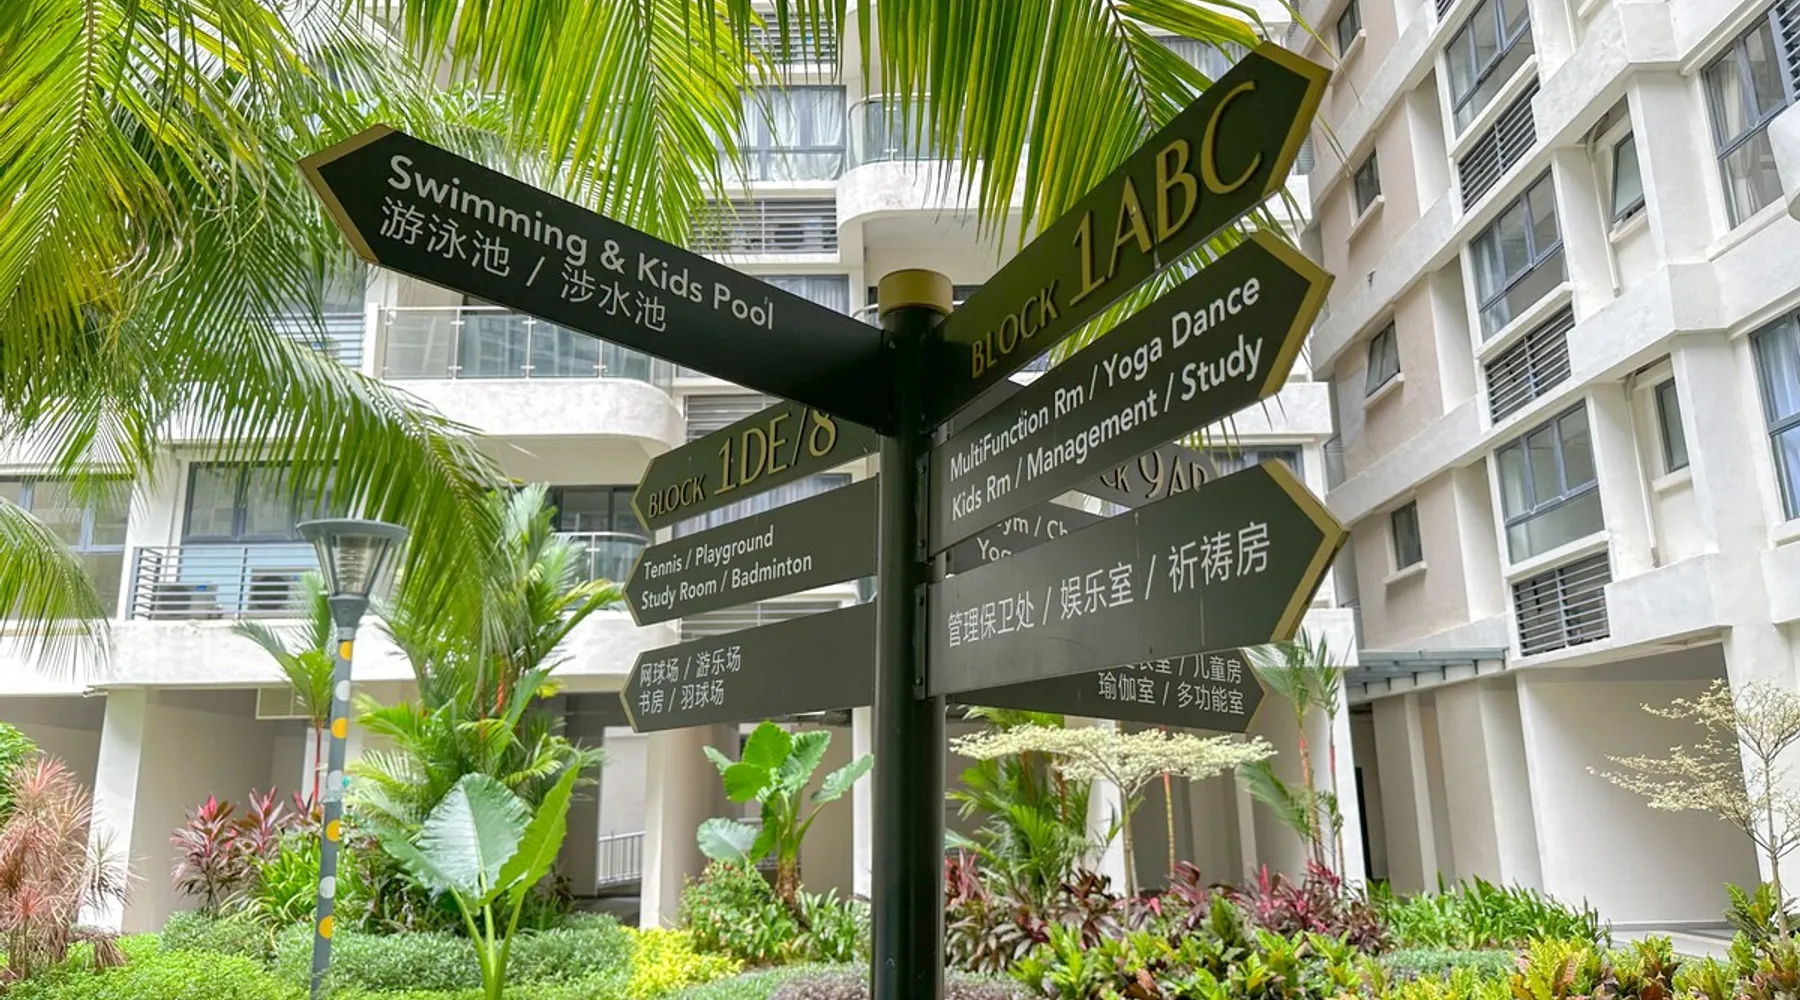 Swimming & Kids Pool
游泳池 / 涉水池
BLOCK 1ABC
MultiFunction Rm / Yoga Dance
Kids Rm / Management / Study
管理保卫处 / 娱乐室 / 祈祷房
BLOCK 1DE/8
Tennis / Playground
Study Room / Badminton
网球场 / 游乐场
书房 / 羽球场
/ 儿童房
瑜伽室 / 多功能室